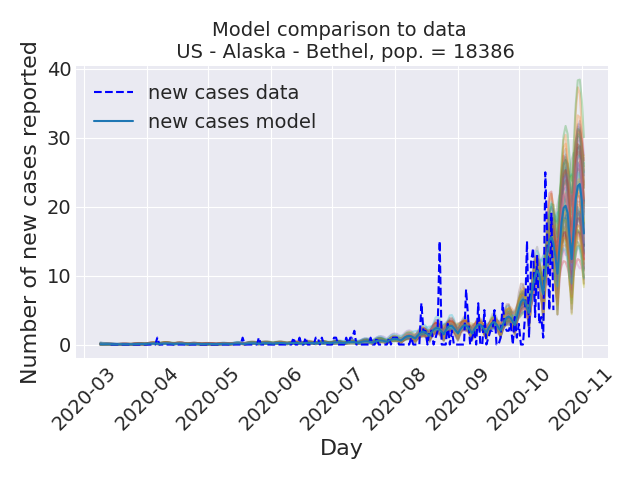 Model comparison to data
US - Alaska - Bethel, pop. = 18386
Number of new cases reported
40
30
20
10
0
new cases data
new cases model
2020-03
2020-04
2020-05
2020-06
2020-07
2020-08
2020-09
2020-10
2020-11
Day